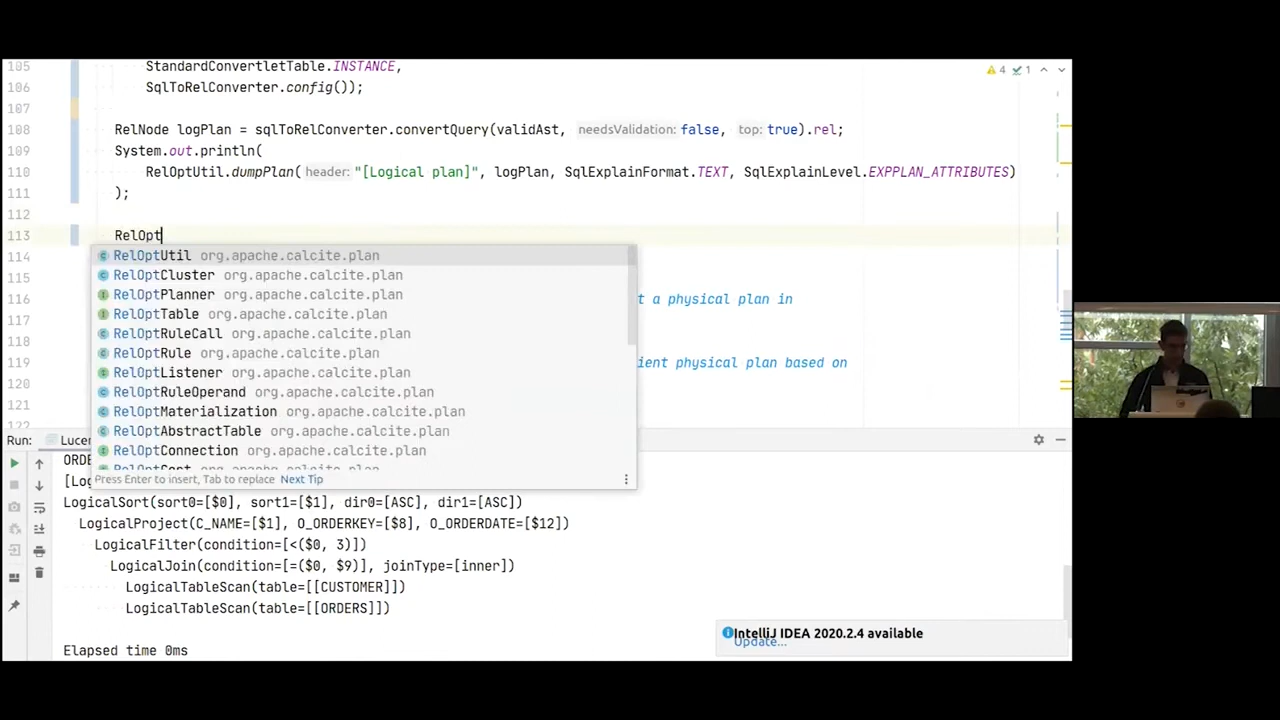 105 StandardConvertletTable.INSTANCE,
106 SqlToRelConverter.config());
107
108 RelNode logPlan = sqlToRelConverter.convertQuery(validAst, needsValidation: false, top: true).rel;
109 System.out.println(
110 RelOptUtil.dumpPlan( header: "[Logical plan]", logPlan, SqlExplainFormat.TEXT, SqlExplainLevel.EXPPLAN_ATTRIBUTES)
111 );
112
113 RelOpt
114
115
116 t a physical plan in
117
118
119 ient physical plan based on
120
121
4 1
RelOptUtil org.apache.calcite.plan
RelOptCluster org.apache.calcite.plan
RelOptPlanner org.apache.calcite.plan
RelOptTable org.apache.calcite.plan
RelOptRuleCall org.apache.calcite.plan
RelOptRule org.apache.calcite.plan
RelOptListener org.apache.calcite.plan
RelOptRuleOperand org.apache.calcite.plan
RelOptMaterialization org.apache.calcite.plan
RelOptAbstractTable org.apache.calcite.plan
RelOptConnection org.apache.calcite.plan
Press Enter to insert, Tab to replace Next Tip
Run: Lucen
ORDE
[Log
LogicalSort(sort0=[$0], sort1=[$1], dir0=[ASC], dir1=[ASC])
LogicalProject(C_NAME=[$1], O_ORDERKEY=[$8], O_ORDERDATE=[$12])
LogicalFilter(condition=[<($0, 3)])
LogicalJoin(condition=[=($0, $9)], joinType=[inner])
LogicalTableScan(table=[[CUSTOMER]])
LogicalTableScan(table=[[ORDERS]])
Elapsed time 0ms
IntelliJ IDEA 2020.2.4 available
Update...